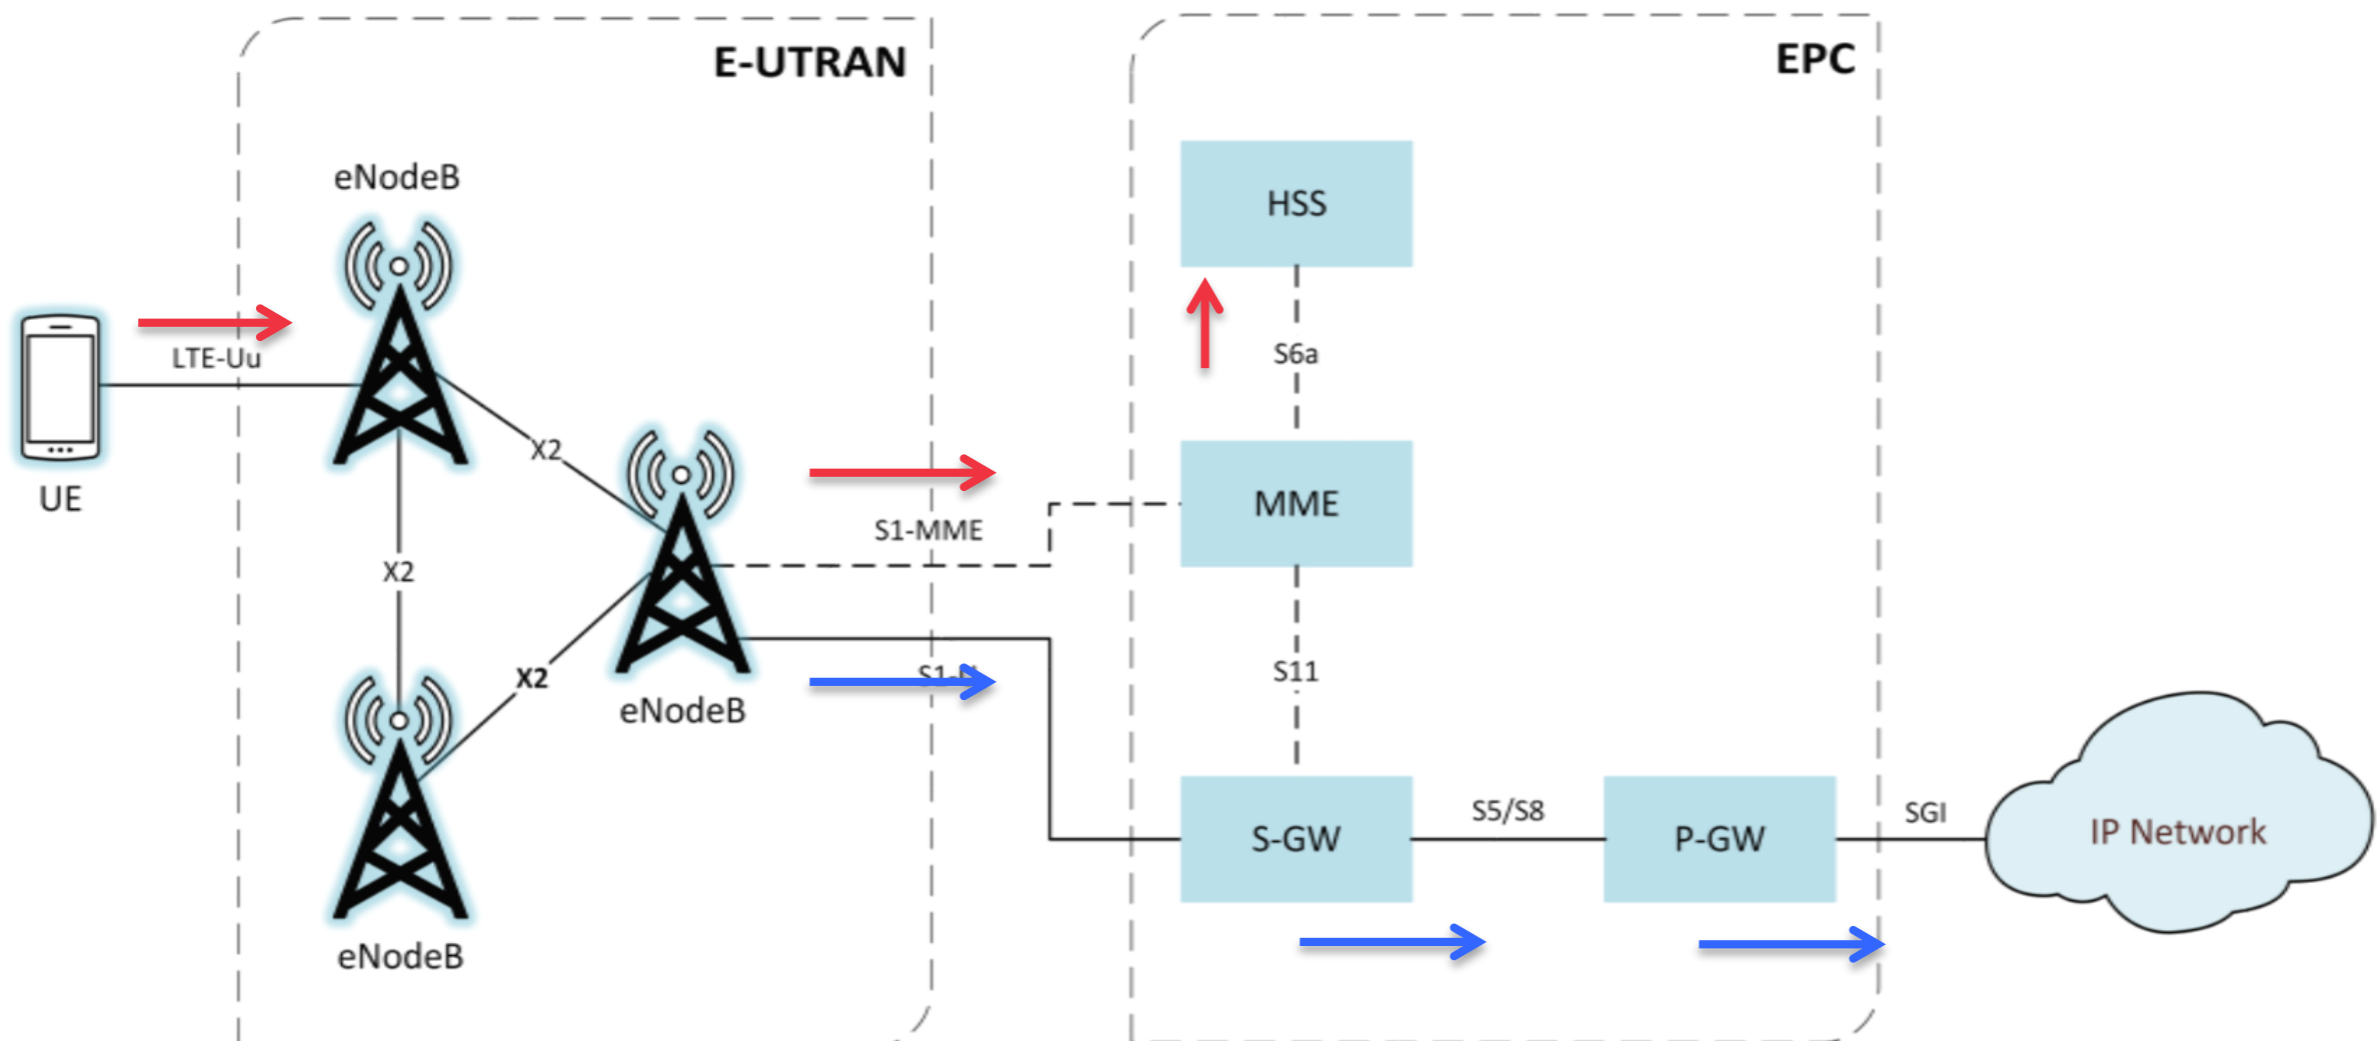 E-UTRAN
EPC
eNodeB
HSS
LTE-Uu
S6a
X2
UE
MME
S1-MME
X2
X2
S11
eNodeB
S-GW
S5/S8
P-GW
SGI
IP Network
eNodeB